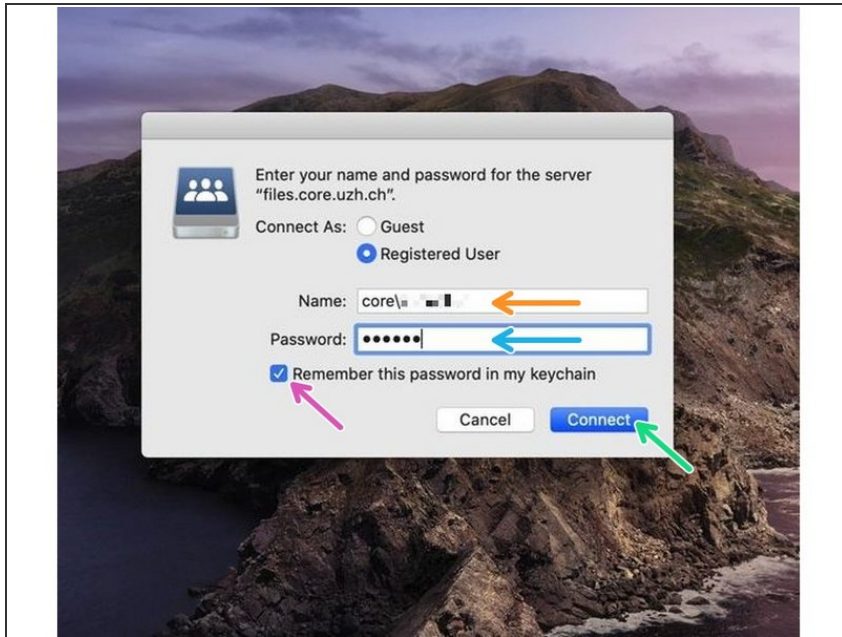 Enter your name and password for the server
“files.core.uzh.ch”.
Connect As: Guest
Registered User
Name: core\
Password: ••••••
Remember this password in my keychain
Cancel Connect